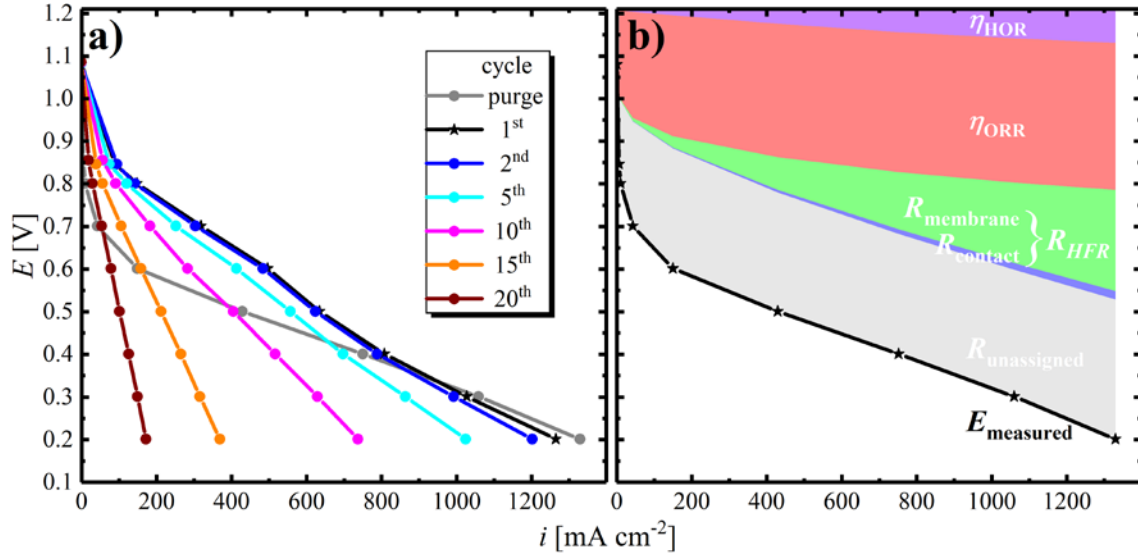 a)
b)
1.2
1.1
1.0
0.9
0.8
0.7
0.6
0.5
0.4
0.3
0.2
0.1
E [V]
cycle
purge
1st
2nd
5th
10th
15th
20th
ηHOR
ηORR
Rmembrane
Rcontact
} RHFR
Runassigned
Emeasured
0 200 400 600 800 1000 1200
0 200 400 600 800 1000 1200 1400
i [mA cm-2]